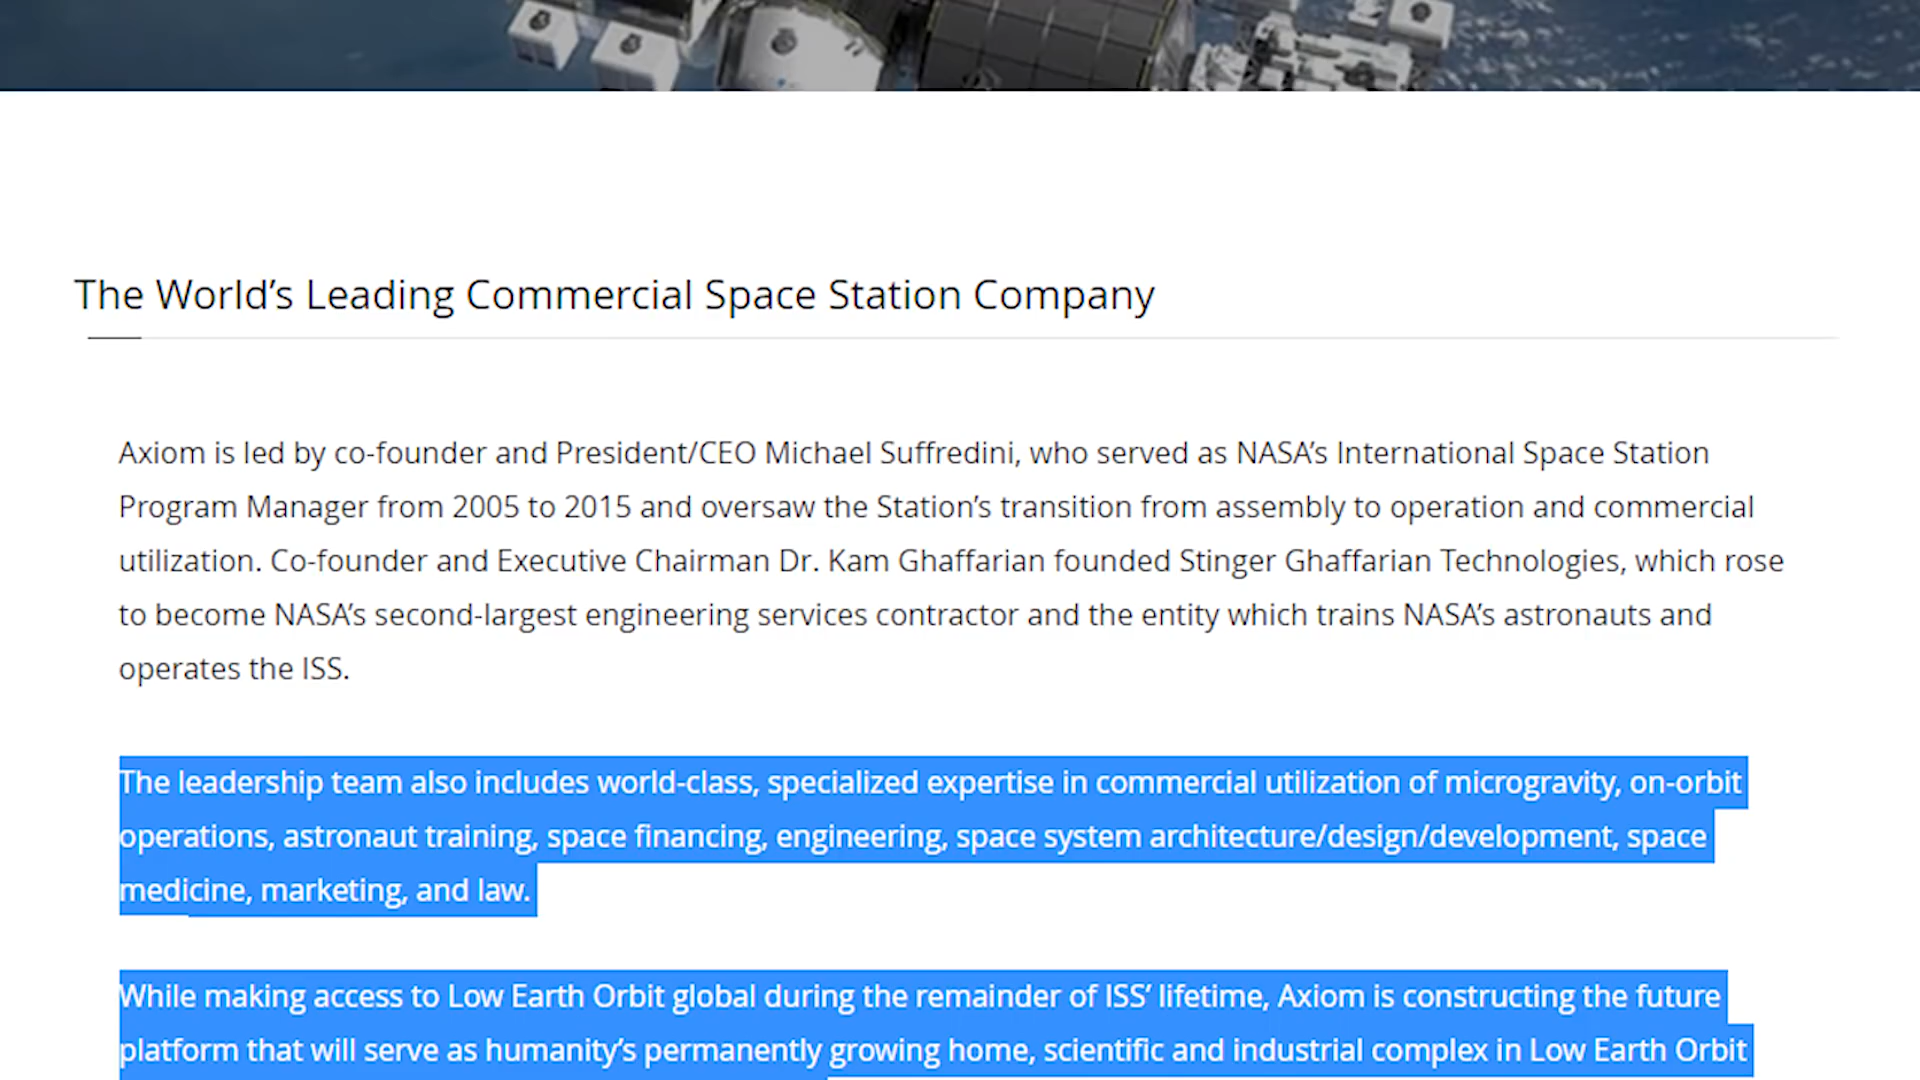 The World’s Leading Commercial Space Station Company
Axiom is led by co-founder and President/CEO Michael Suffredini, who served as NASA’s International Space Station
Program Manager from 2005 to 2015 and oversaw the Station’s transition from assembly to operation and commercial
utilization. Co-founder and Executive Chairman Dr. Kam Ghaffarian founded Stinger Ghaffarian Technologies, which rose
to become NASA’s second-largest engineering services contractor and the entity which trains NASA’s astronauts and
operates the ISS.
The leadership team also includes world-class, specialized expertise in commercial utilization of microgravity, on-orbit
operations, astronaut training, space financing, engineering, space system architecture/design/development, space
medicine, marketing, and law.
While making access to Low Earth Orbit global during the remainder of ISS’ lifetime, Axiom is constructing the future
platform that will serve as humanity’s permanently growing home, scientific and industrial complex in Low Earth Orbit